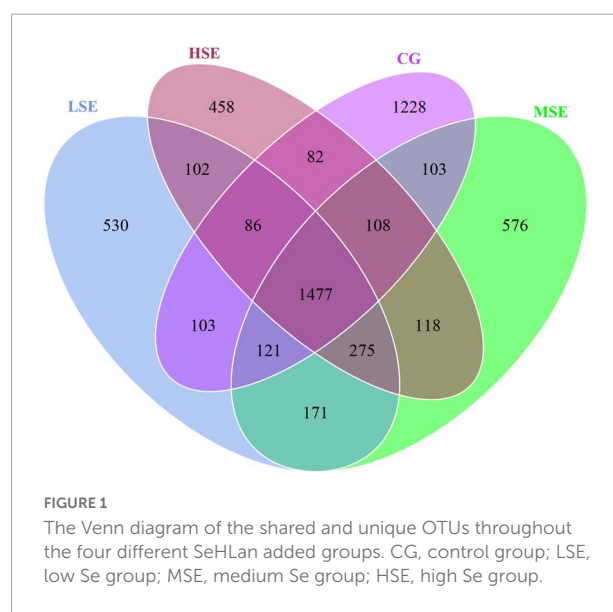 HSE
CG
LSE
MSE
458
1228
102
82
103
530
86
108
576
1477
103
118
121
275
171
FIGURE 1
The Venn diagram of the shared and unique OTUs throughout
the four different SeHLan added groups. CG, control group; LSE,
low Se group; MSE, medium Se group; HSE, high Se group.